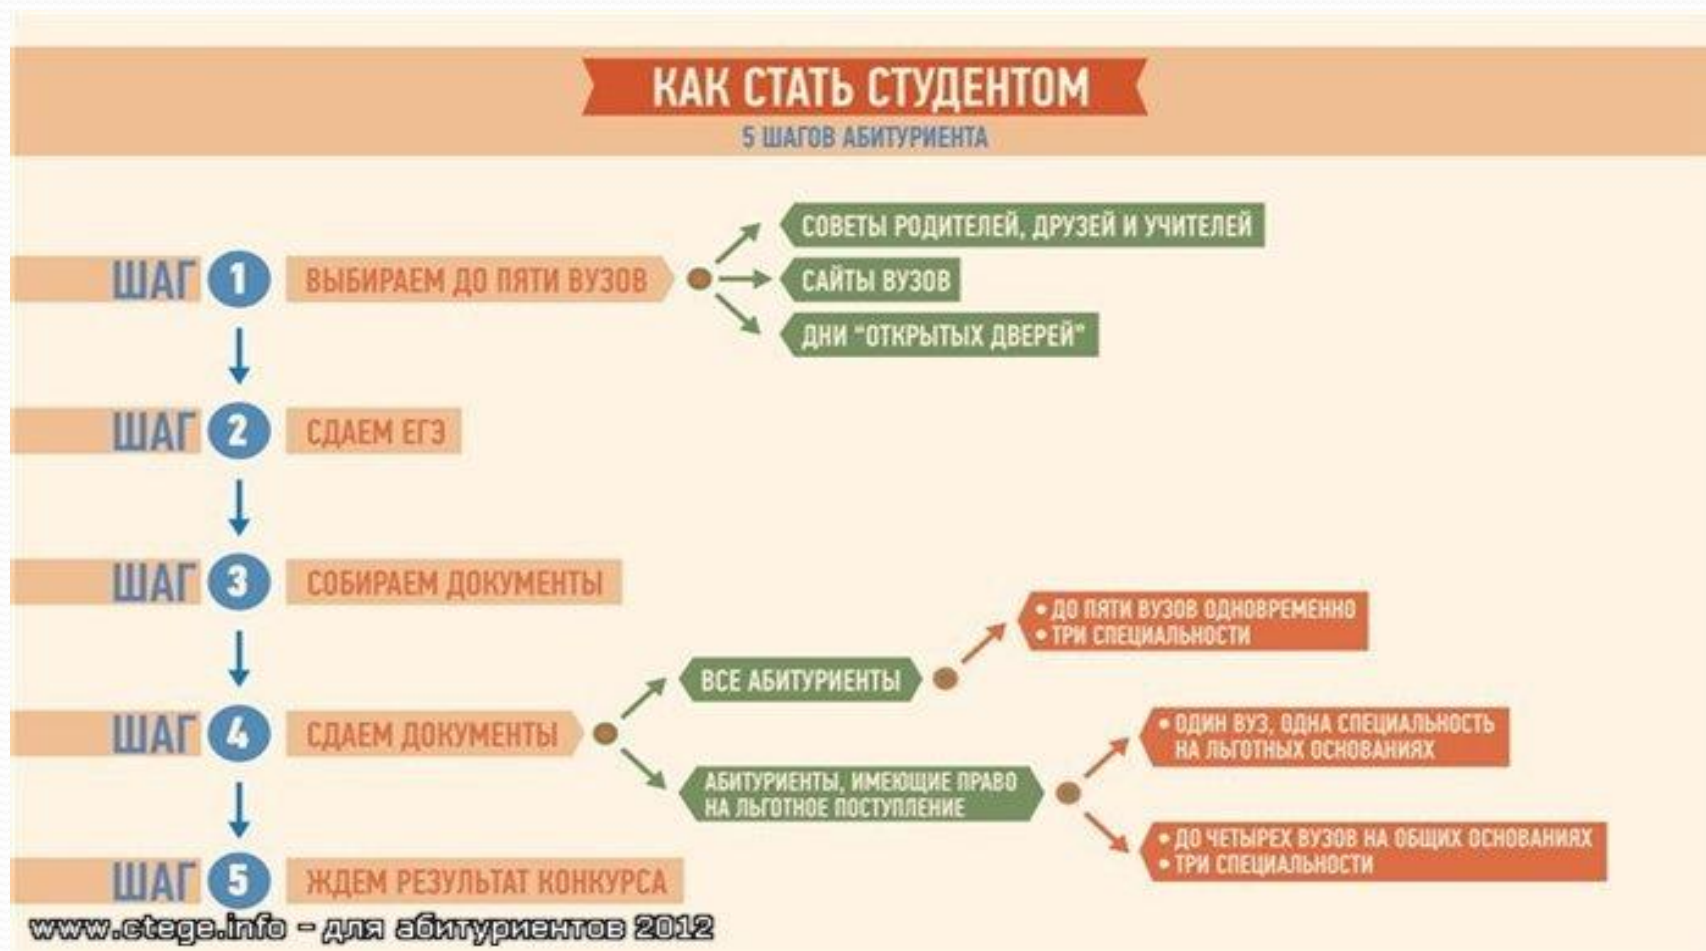 КАК СТАТЬ СТУДЕНТОМ
5 ШАГОВ АБИТУРИЕНТА
ШАГ 1 ВЫБИРАЕМ ДО ПЯТИ ВУЗОВ
СОВЕТЫ РОДИТЕЛЕЙ, ДРУЗЕЙ И УЧИТЕЛЕЙ
САЙТЫ ВУЗОВ
ДНИ "ОТКРЫТЫХ ДВЕРЕЙ"
ШАГ 2 СДАЕМ ЕГЭ
ШАГ 3 СОБИРАЕМ ДОКУМЕНТЫ
ШАГ 4 СДАЕМ ДОКУМЕНТЫ
ВСЕ АБИТУРИЕНТЫ
• ДО ПЯТИ ВУЗОВ ОДНОВРЕМЕННО
• ТРИ СПЕЦИАЛЬНОСТИ
АБИТУРИЕНТЫ, ИМЕЮЩИЕ ПРАВО
НА ЛЬГОТНОЕ ПОСТУПЛЕНИЕ
• ОДИН ВУЗ, ОДНА СПЕЦИАЛЬНОСТЬ
НА ЛЬГОТНЫХ ОСНОВАНИЯХ
• ДО ЧЕТЫРЕХ ВУЗОВ НА ОБЩИХ ОСНОВАНИЯХ
• ТРИ СПЕЦИАЛЬНОСТИ
ШАГ 5 ЖДЕМ РЕЗУЛЬТАТ КОНКУРСА
www.ctege.info - для абитуриентов 2012